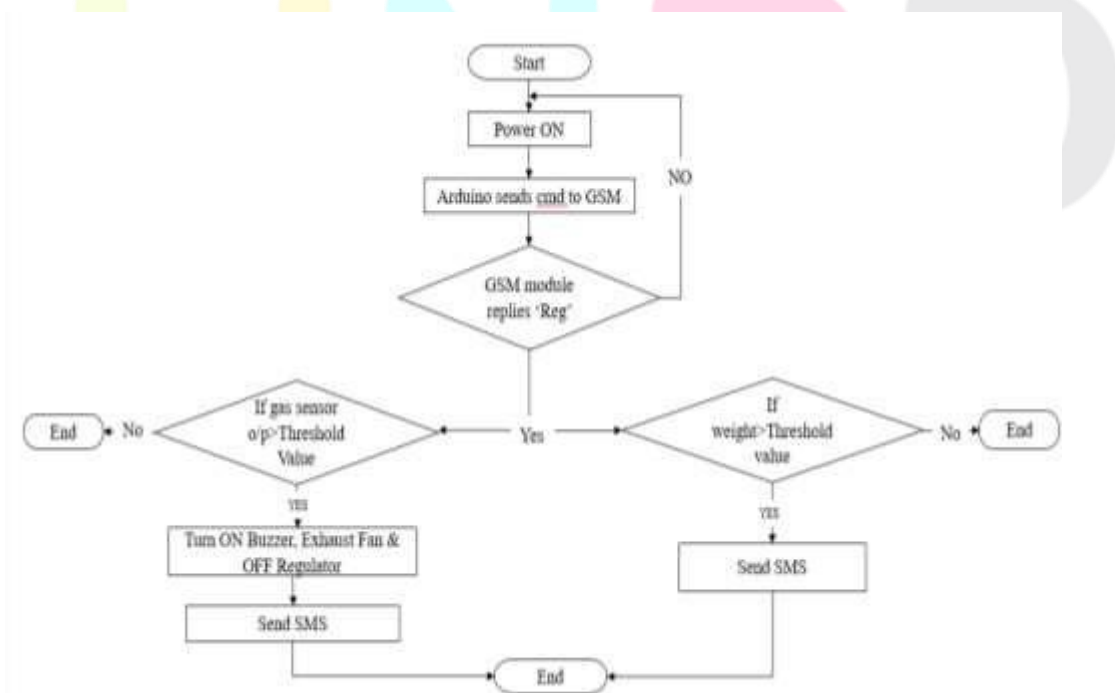 Start
Power ON
NO
Arduino sends cmd to GSM
GSM module
replies ‘Reg’
If gas sensor
o/p>Threshold
Value
If
weight>Threshold
value
End
No
Yes
No
End
YES
YES
Turn ON Buzzer, Exhaust Fan &
OFF Regulator
Send SMS
Send SMS
End